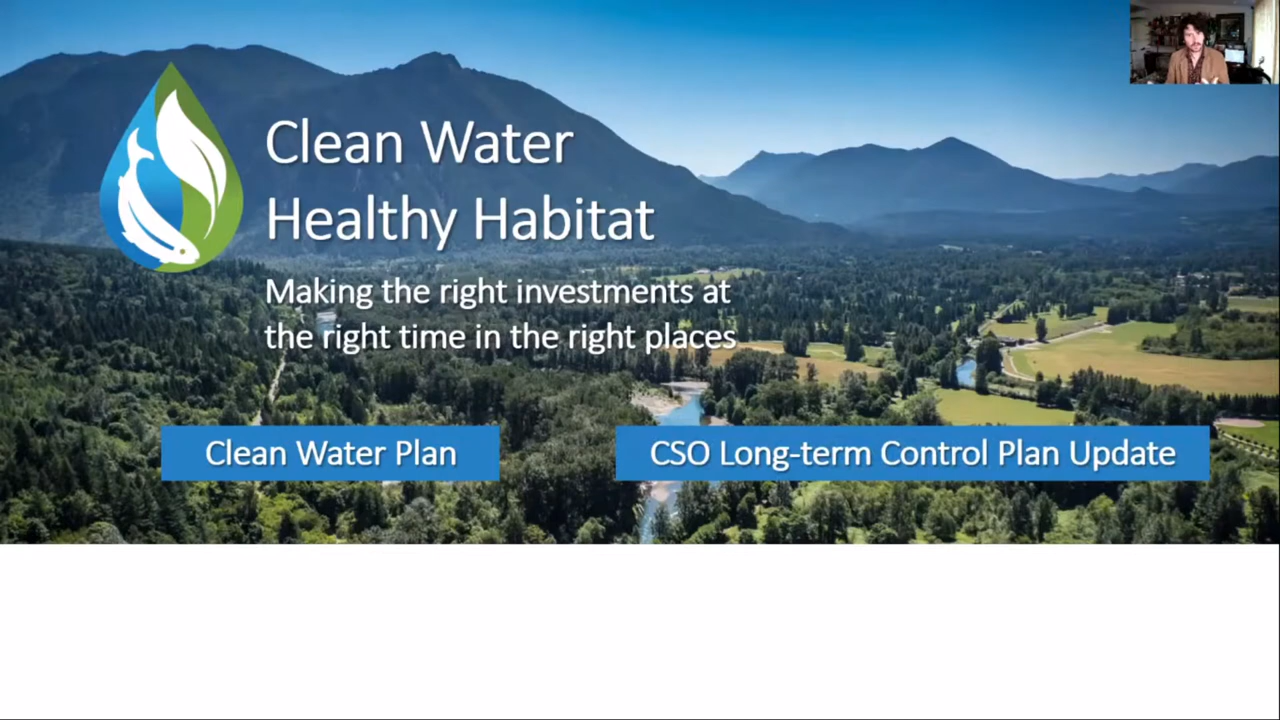 Clean Water
Healthy Habitat
Making the right investments at
the right time in the right places
Clean Water Plan
CSO Long-term Control Plan Update